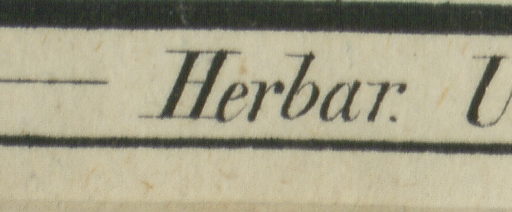 — Herbar. U